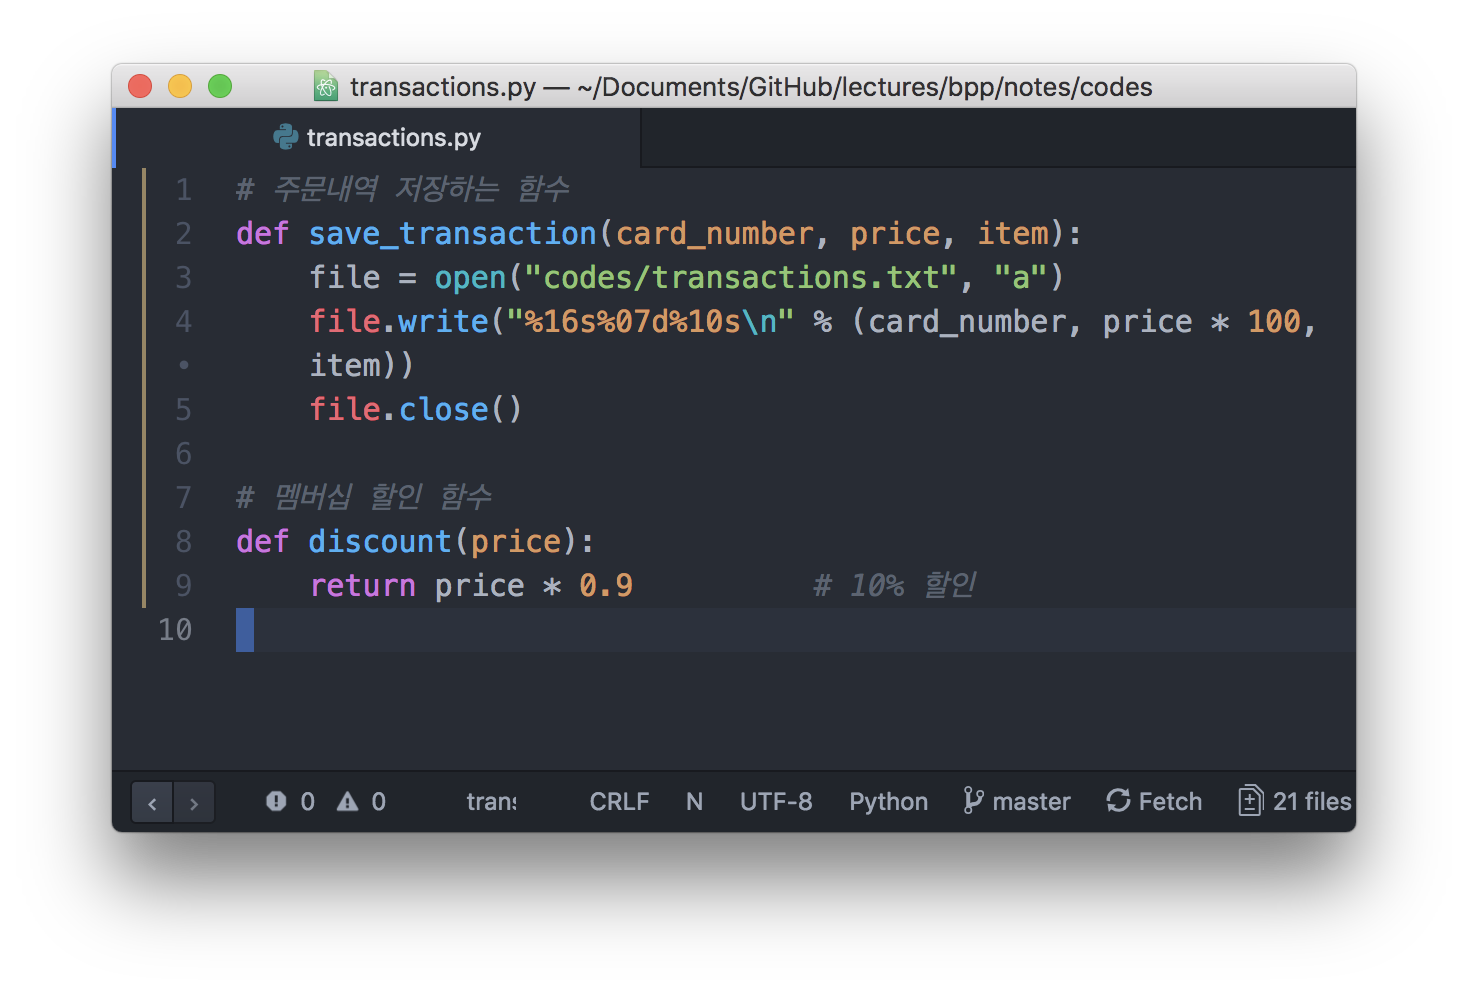 transactions.py — ~/Documents/GitHub/lectures/bpp/notes/codes
transactions.py
1 # 주문내역 저장하는 함수
2 def save_transaction(card_number, price, item):
3     file = open("codes/transactions.txt", "a")
4     file.write("%16s%07d%10s\n" % (card_number, price * 100,
•     item))
5     file.close()
6
7 # 멤버십 할인 함수
8 def discount(price):
9     return price * 0.9          # 10% 할인
10
0 0 CRLF N UTF-8 Python master Fetch 21 files